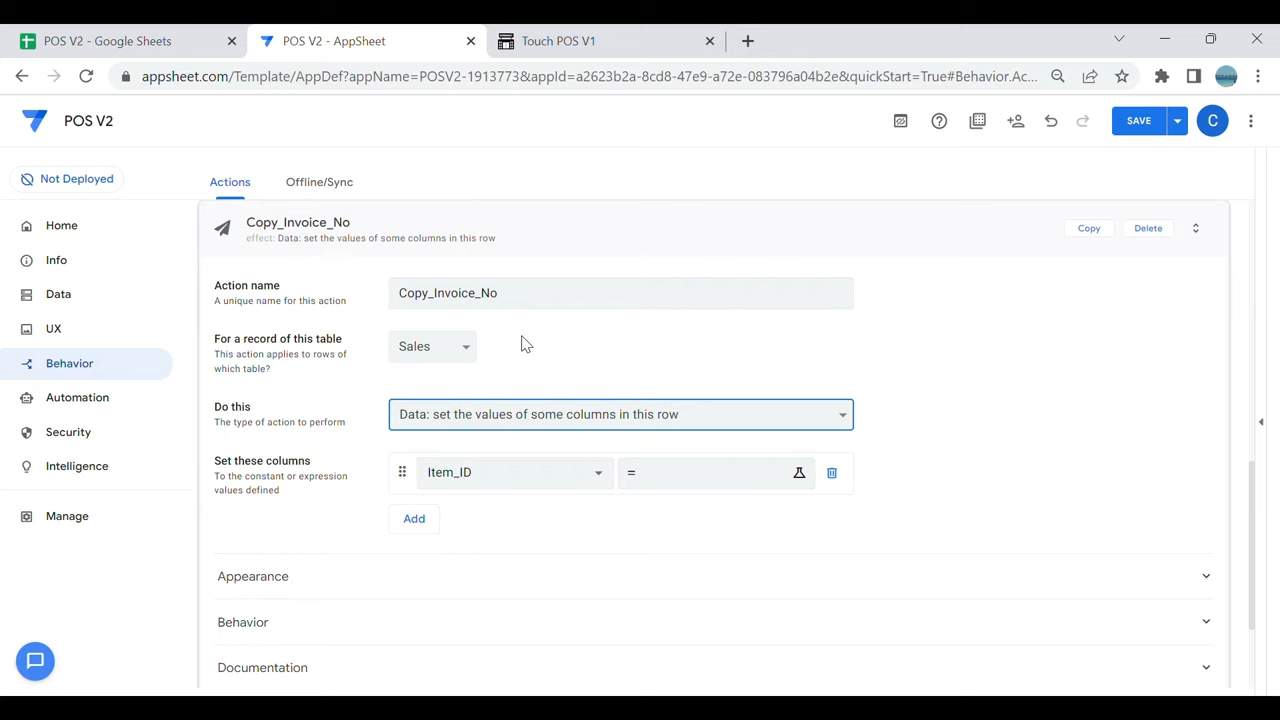 POS V2 - Google Sheets
POS V2 - AppSheet
Touch POS V1
appsheet.com/Template/AppDef?appName=POSV2-1913773&appId=a2623b2a-8cd8-47e9-a72e-083796a04b2e&quickStart=True#Behavior.Ac...
POS V2
SAVE
C
Not Deployed
Actions
Offline/Sync
Home
Info
Data
UX
Behavior
Automation
Security
Intelligence
Manage
Copy_Invoice_No
effect: Data: set the values of some columns in this row
Copy
Delete
Action name
A unique name for this action
Copy_Invoice_No
For a record of this table
This action applies to rows of
which table?
Sales
Do this
The type of action to perform
Data: set the values of some columns in this row
Set these columns
To the constant or expression
values defined
Item_ID
=
Add
Appearance
Behavior
Documentation